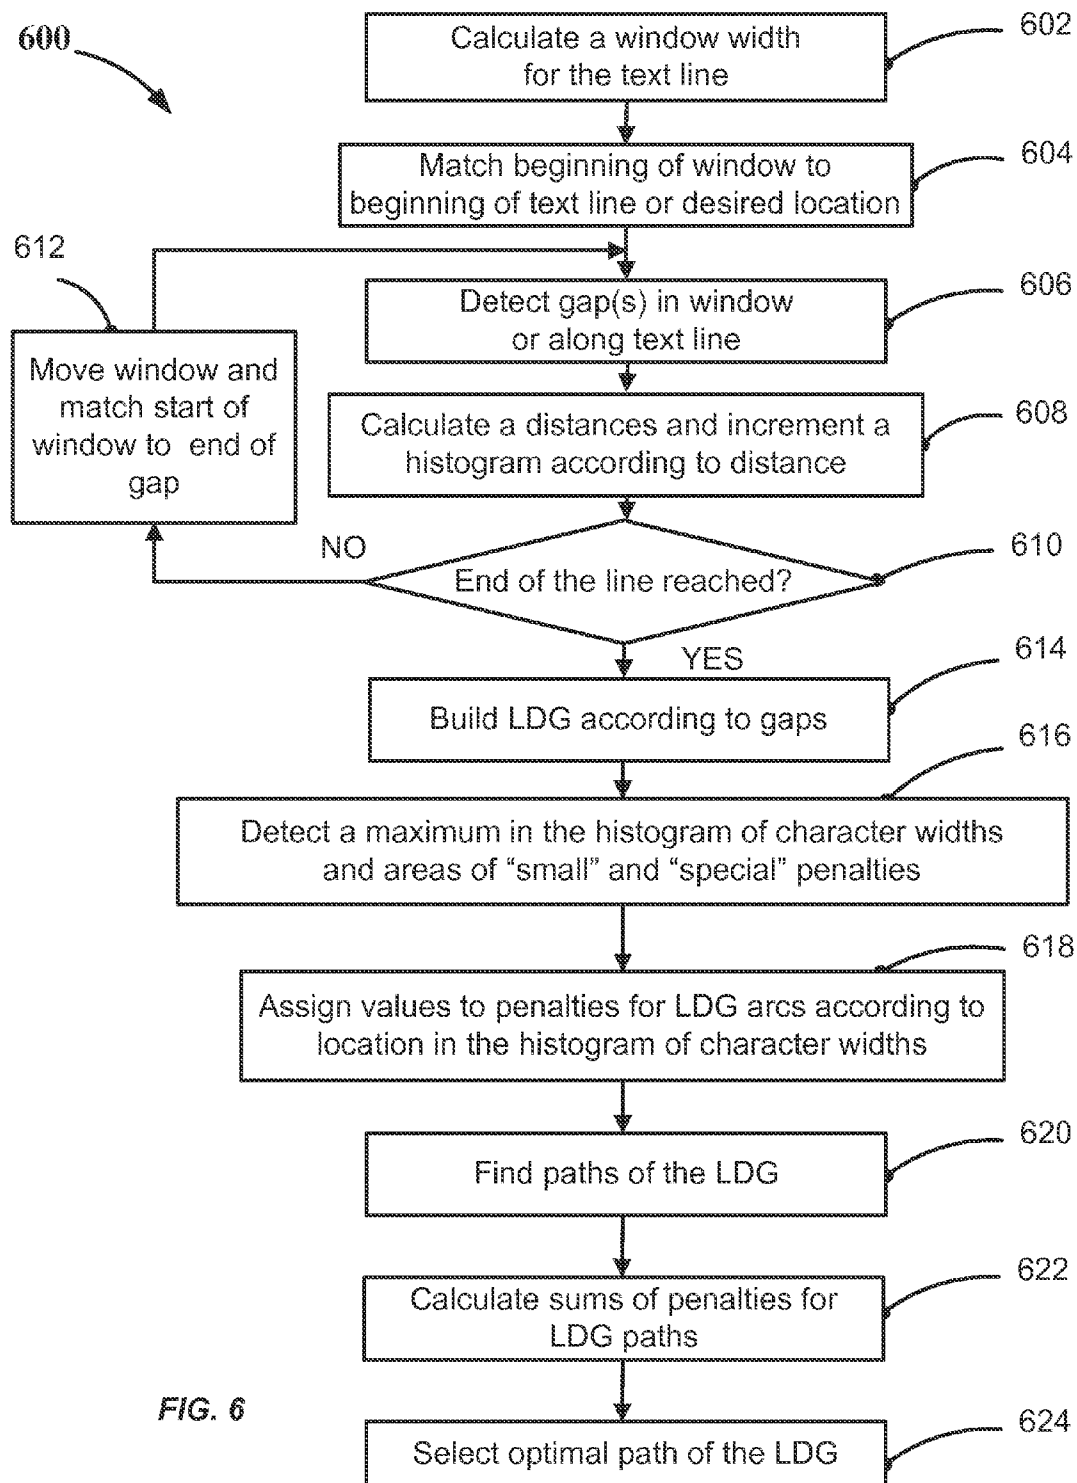 600
602
Calculate a window width
for the text line
604
Match beginning of window to
beginning of text line or desired location
612
606
Detect gap(s) in window
or along text line
Move window and
match start of
window to end of
gap
608
Calculate a distances and increment a
histogram according to distance
NO
610
End of the line reached?
YES
614
Build LDG according to gaps
616
Detect a maximum in the histogram of character widths
and areas of “small” and “special” penalties
618
Assign values to penalties for LDG arcs according to
location in the histogram of character widths
620
Find paths of the LDG
622
Calculate sums of penalties for
LDG paths
FIG. 6
624
Select optimal path of the LDG